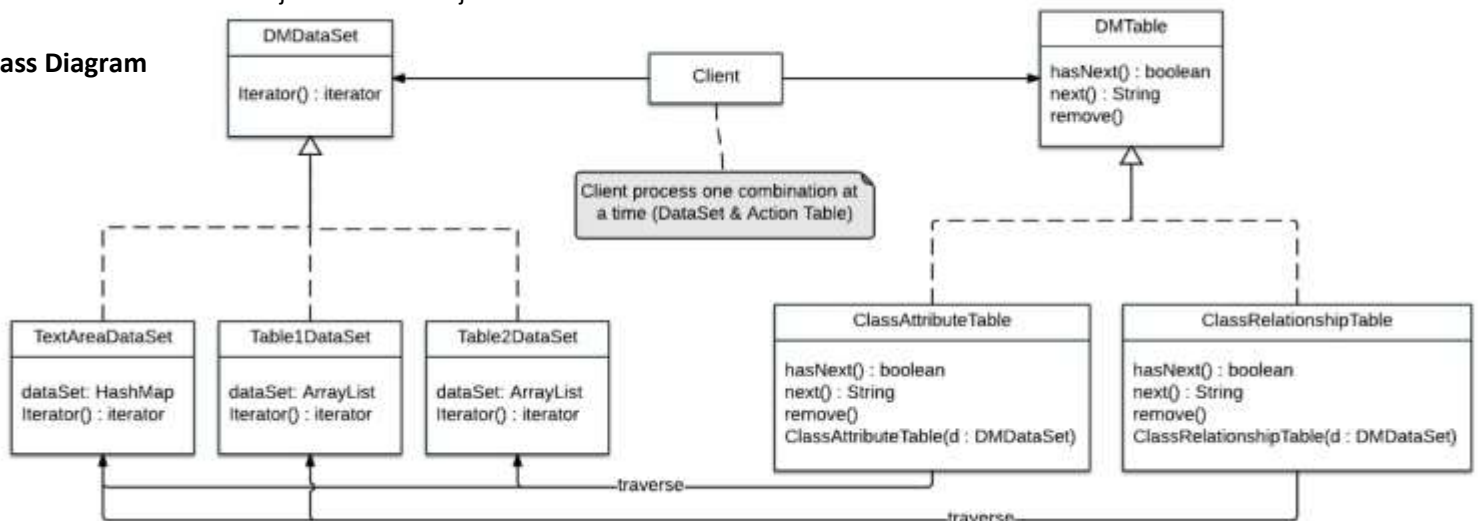 ass Diagram
DMDataSet
Iterator() : iterator
Client
DMTable
hasNext() : boolean
next() : String
remove()
Client process one combination at
a time (DataSet & Action Table)
TextAreaDataSet
dataSet: HashMap
Iterator() : iterator
Table1DataSet
dataSet: ArrayList
Iterator() : iterator
Table2DataSet
dataSet: ArrayList
Iterator() : iterator
ClassAttributeTable
hasNext() : boolean
next() : String
remove()
ClassAttributeTable(d : DMDataSet)
ClassRelationshipTable
hasNext() : boolean
next() : String
remove()
ClassRelationshipTable(d : DMDataSet)
traverse
traverse